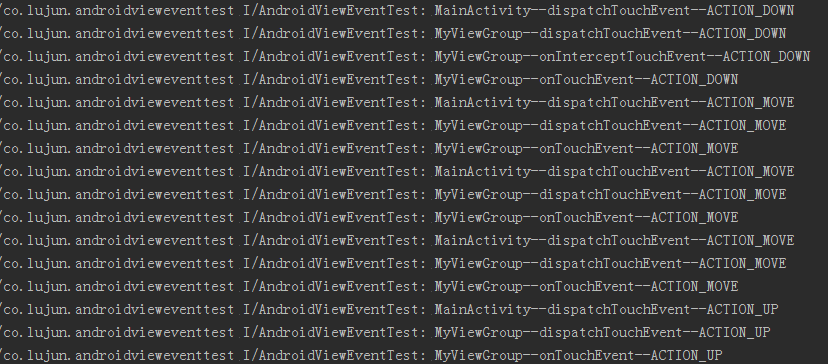 /co.lujun.androidvieweventtest I/AndroidViewEventTest: MainActivity--dispatchTouchEvent--ACTION_DOWN
/co.lujun.androidvieweventtest I/AndroidViewEventTest: MyViewGroup--dispatchTouchEvent--ACTION_DOWN
/co.lujun.androidvieweventtest I/AndroidViewEventTest: MyViewGroup--onInterceptTouchEvent--ACTION_DOWN
/co.lujun.androidvieweventtest I/AndroidViewEventTest: MyViewGroup--onTouchEvent--ACTION_DOWN
/co.lujun.androidvieweventtest I/AndroidViewEventTest: MainActivity--dispatchTouchEvent--ACTION_MOVE
/co.lujun.androidvieweventtest I/AndroidViewEventTest: MyViewGroup--dispatchTouchEvent--ACTION_MOVE
/co.lujun.androidvieweventtest I/AndroidViewEventTest: MyViewGroup--onTouchEvent--ACTION_MOVE
/co.lujun.androidvieweventtest I/AndroidViewEventTest: MainActivity--dispatchTouchEvent--ACTION_MOVE
/co.lujun.androidvieweventtest I/AndroidViewEventTest: MyViewGroup--dispatchTouchEvent--ACTION_MOVE
/co.lujun.androidvieweventtest I/AndroidViewEventTest: MyViewGroup--onTouchEvent--ACTION_MOVE
/co.lujun.androidvieweventtest I/AndroidViewEventTest: MainActivity--dispatchTouchEvent--ACTION_MOVE
/co.lujun.androidvieweventtest I/AndroidViewEventTest: MyViewGroup--dispatchTouchEvent--ACTION_MOVE
/co.lujun.androidvieweventtest I/AndroidViewEventTest: MyViewGroup--onTouchEvent--ACTION_MOVE
/co.lujun.androidvieweventtest I/AndroidViewEventTest: MainActivity--dispatchTouchEvent--ACTION_UP
/co.lujun.androidvieweventtest I/AndroidViewEventTest: MyViewGroup--dispatchTouchEvent--ACTION_UP
/co.lujun.androidvieweventtest I/AndroidViewEventTest: MyViewGroup--onTouchEvent--ACTION_UP